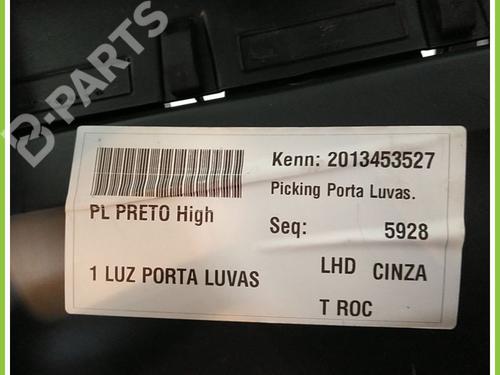 B-PARTS
Kenn: 2013453527
Picking Porta Luvas.
PL PRETO High
Seq: 5928
1 LUZ PORTA LUVAS
LHD CINZA
T ROC